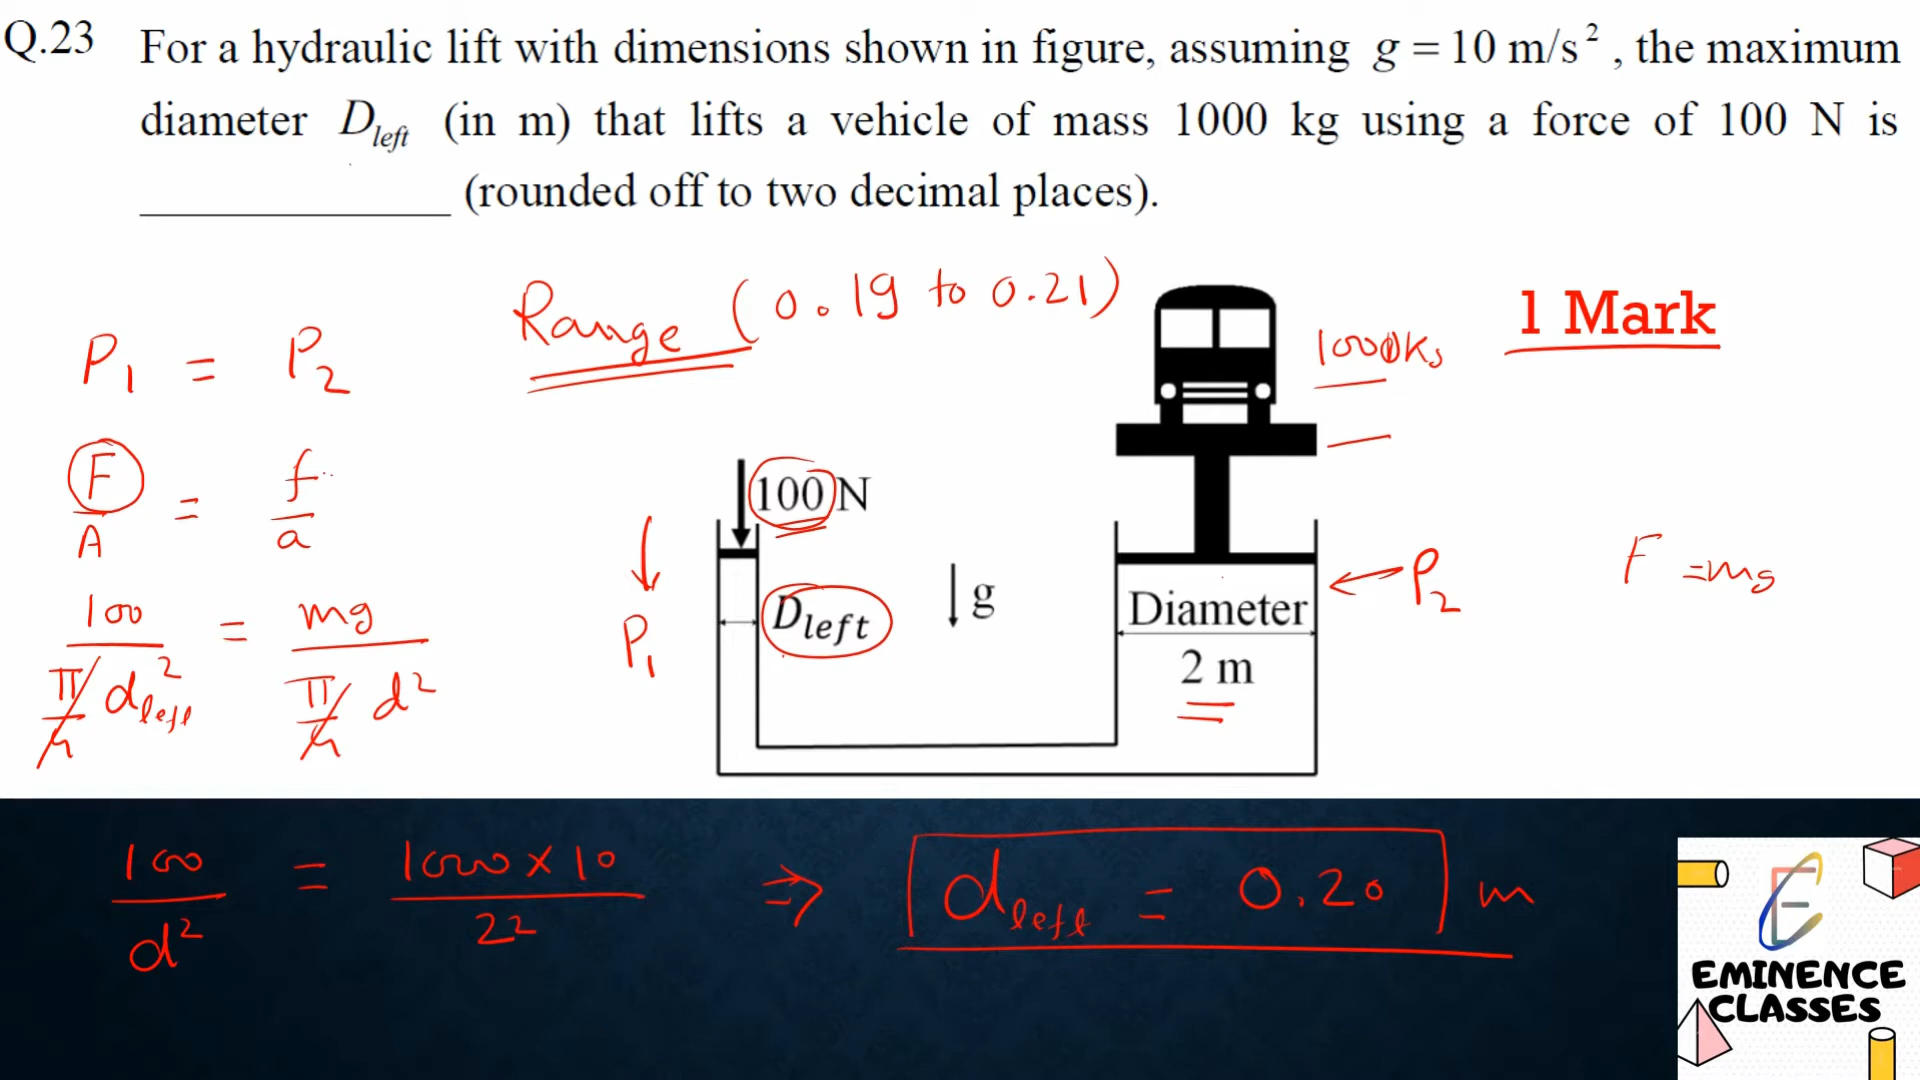 Q.23 For a hydraulic lift with dimensions shown in figure, assuming g = 10 m/s², the maximum
diameter D_left (in m) that lifts a vehicle of mass 1000 kg using a force of 100 N is
____________ (rounded off to two decimal places).
Range (0.19 to 0.21)
1 Mark
P₁ = P₂
1000Kg
F/A = f/a
100 N
F = mg
P₂
100 / (π/4 d²left) = mg / (π/4 d²)
P₁
D_left
g
Diameter
2 m
100/d² = 1000×10/2² ⇒ d_left = 0.20 m
EMINENCE
CLASSES